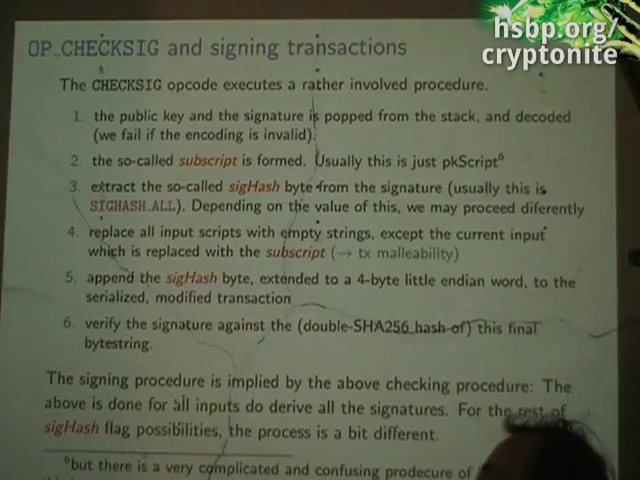 hsbp.org/
cryptonite
OP_CHECKSIG and signing transactions
The CHECKSIG opcode executes a rather involved procedure.
1. the public key and the signature is popped from the stack, and decoded
(we fail if the encoding is invalid).
2. the so-called subscript is formed. Usually this is just pkScript⁶
3. extract the so-called sigHash byte from the signature (usually this is
SIGHASH_ALL). Depending on the value of this, we may proceed diferently
4. replace all input scripts with empty strings, except the current input
which is replaced with the subscript (→ tx malleability)
5. append the sigHash byte, extended to a 4-byte little endian word, to the
serialized, modified transaction
6. verify the signature against the (double-SHA256 hash of) this final
bytestring.
The signing procedure is implied by the above checking procedure: The
above is done for all inputs do derive all the signatures. For the rest of
sigHash flag possibilities, the process is a bit different.
⁶but there is a very complicated and confusing prodecure of